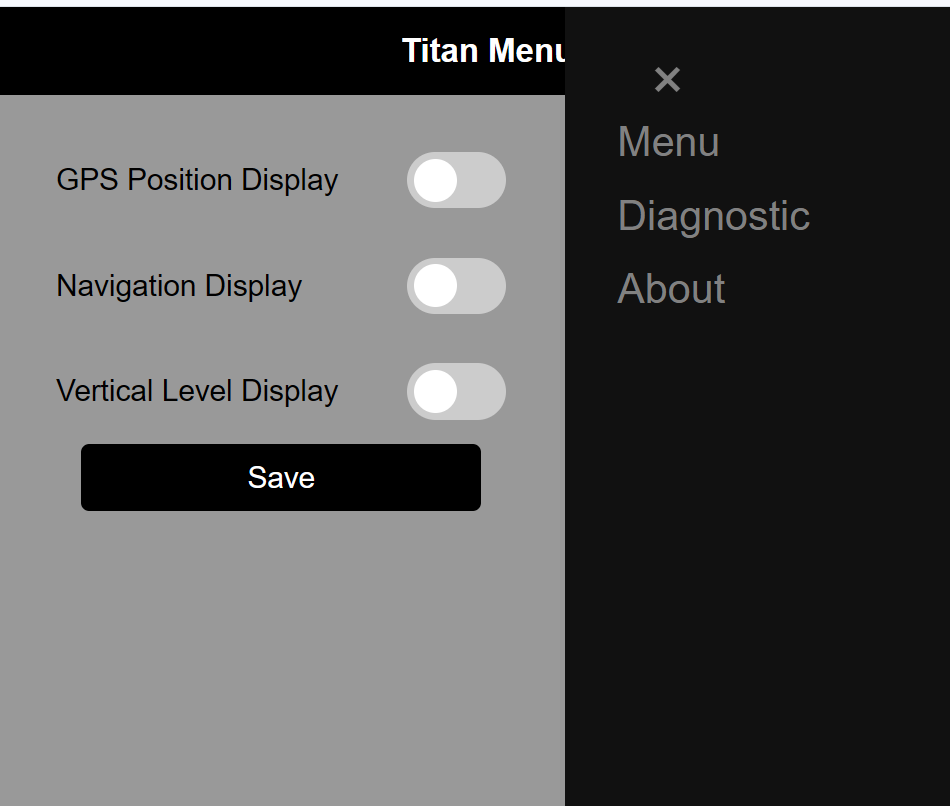 Titan Menu
×
Menu
Diagnostic
About
GPS Position Display
Navigation Display
Vertical Level Display
Save